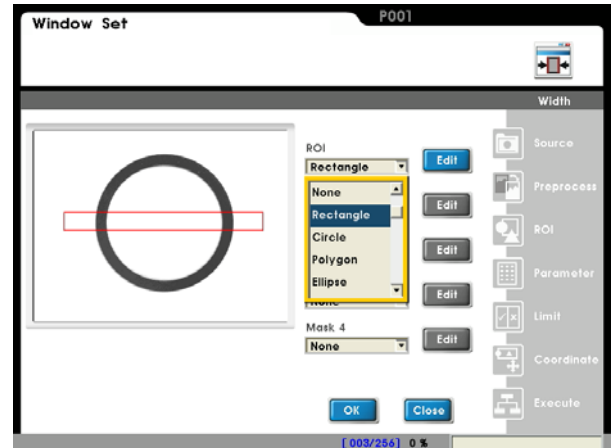 Window Set
P001
Width
ROI
Rectangle
Edit
None
Rectangle
Circle
Polygon
Ellipse
Edit
Edit
Edit
None
Mask 4
None
Edit
OK
Close
Source
Preprocess
ROI
Parameter
Limit
Coordinate
Execute
[003/256] 0 %